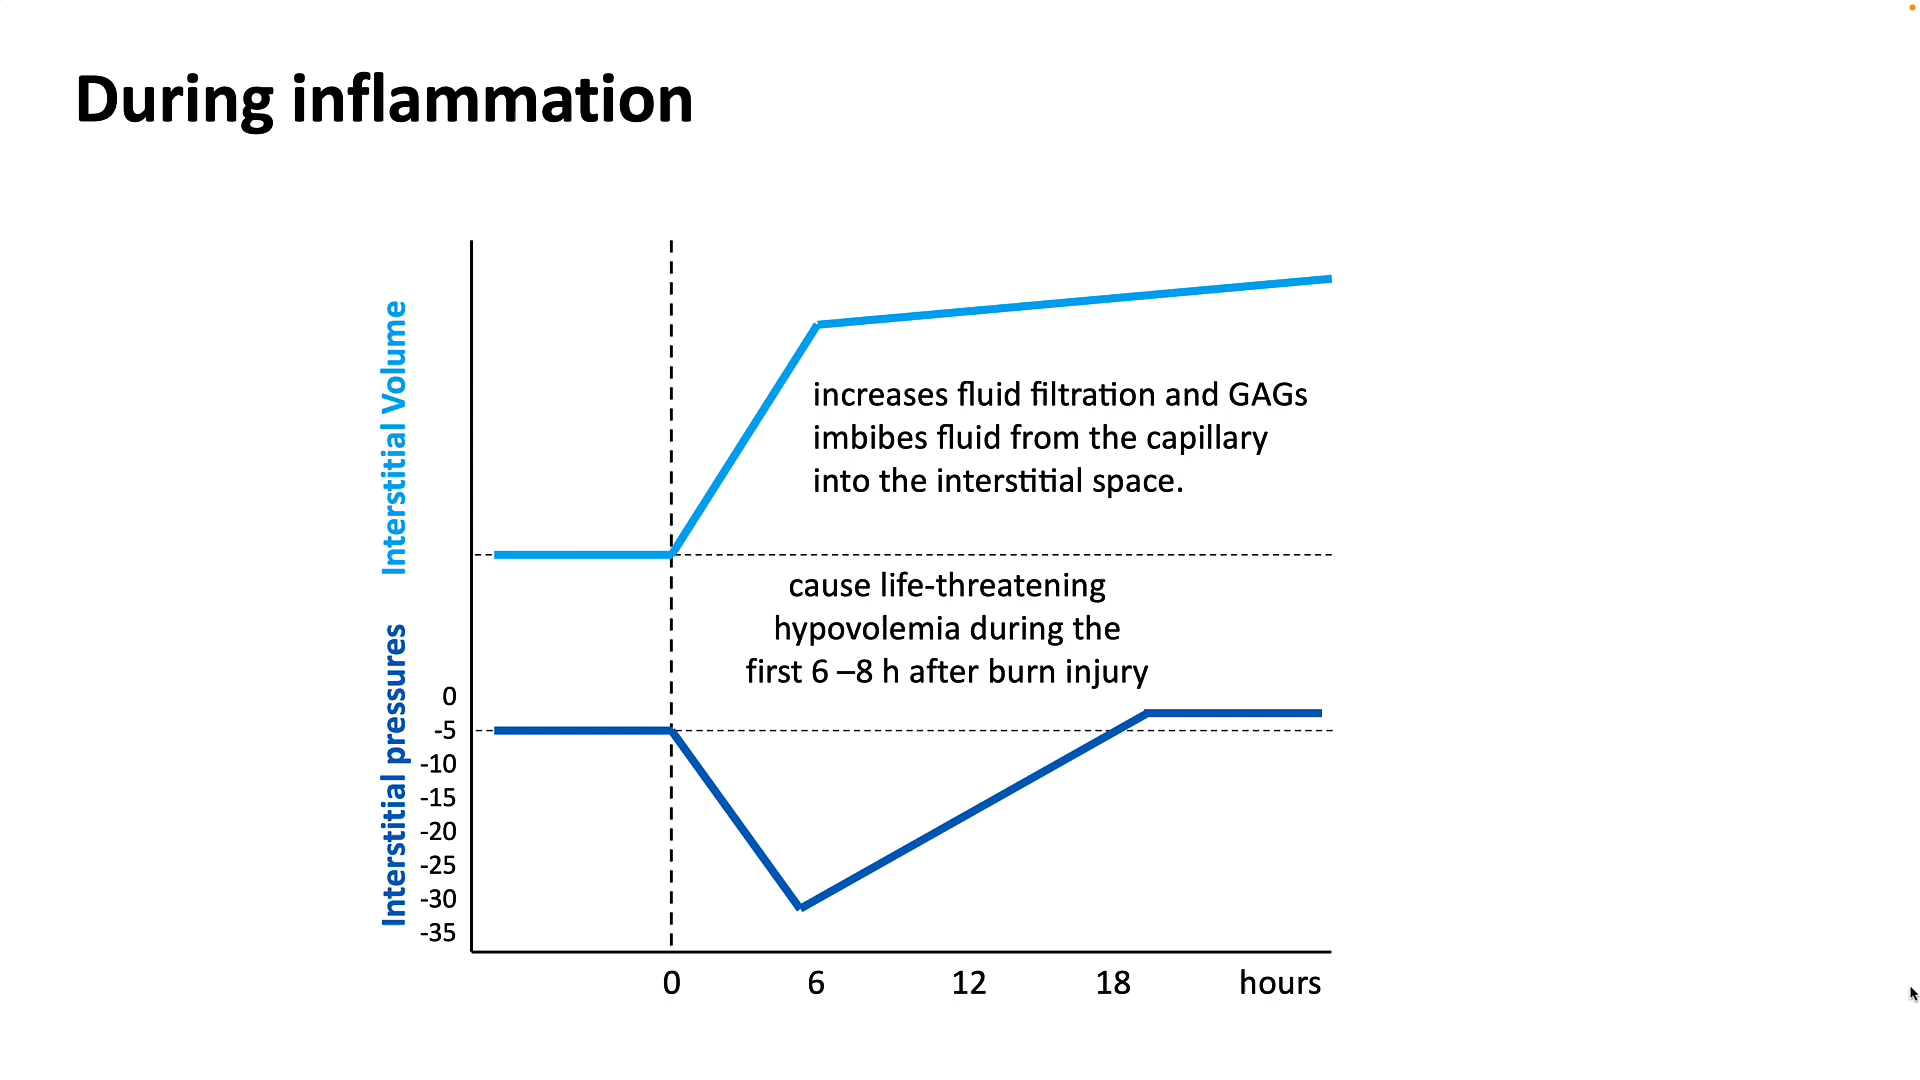 During inflammation
Interstitial Volume
increases fluid filtration and GAGs
imbibes fluid from the capillary
into the interstitial space.
cause life-threatening
hypovolemia during the
first 6 –8 h after burn injury
Interstitial pressures
0
-5
-10
-15
-20
-25
-30
-35
0 6 12 18 hours